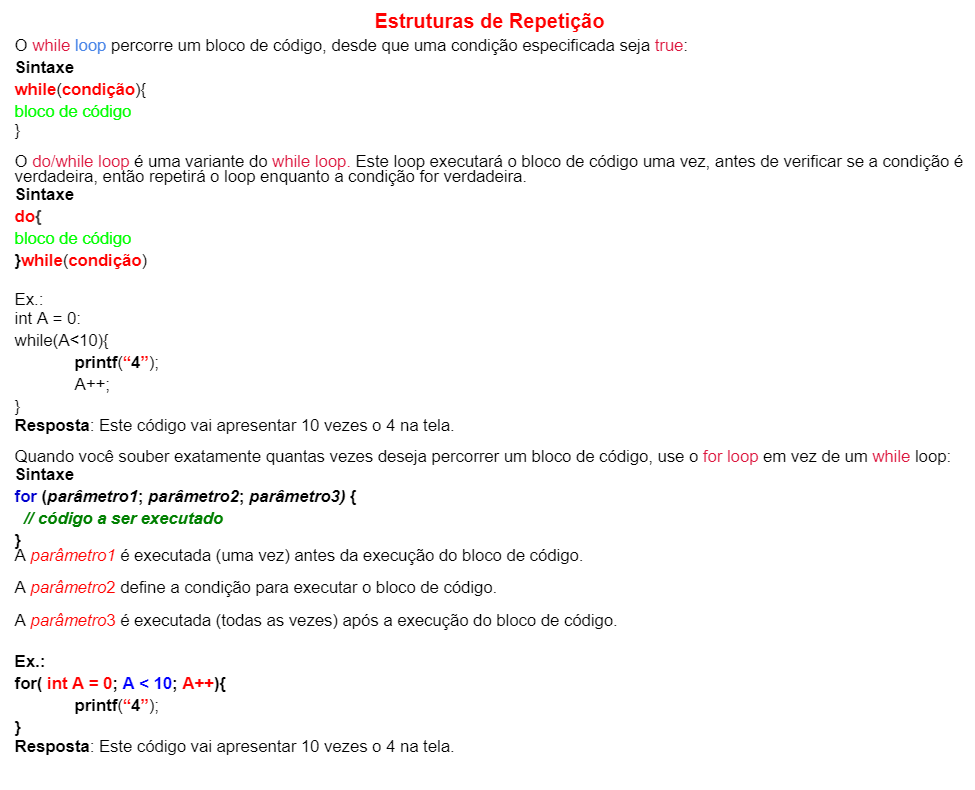 Estruturas de Repetição
O while loop percorre um bloco de código, desde que uma condição especificada seja true:
Sintaxe
while(condição){
bloco de código
}
O do/while loop é uma variante do while loop. Este loop executará o bloco de código uma vez, antes de verificar se a condição é
verdadeira, então repetirá o loop enquanto a condição for verdadeira.
Sintaxe
do{
bloco de código
}while(condição)
Ex.:
int A = 0:
while(A<10){
printf(“4”);
A++;
}
Resposta: Este código vai apresentar 10 vezes o 4 na tela.
Quando você souber exatamente quantas vezes deseja percorrer um bloco de código, use o for loop em vez de um while loop:
Sintaxe
for (parâmetro1; parâmetro2; parâmetro3) {
// código a ser executado
}
A parâmetro1 é executada (uma vez) antes da execução do bloco de código.
A parâmetro2 define a condição para executar o bloco de código.
A parâmetro3 é executada (todas as vezes) após a execução do bloco de código.
Ex.:
for( int A = 0; A < 10; A++){
printf(“4”);
}
Resposta: Este código vai apresentar 10 vezes o 4 na tela.